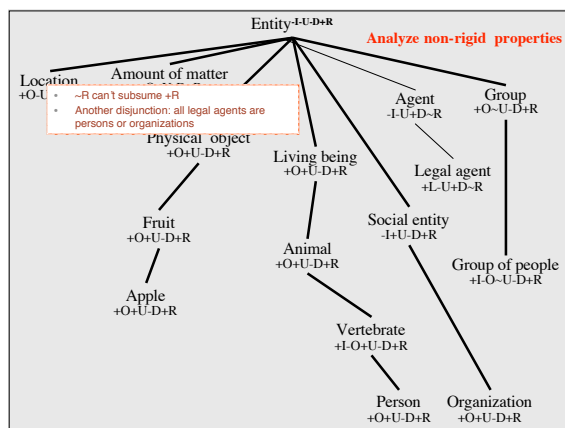 Entity-I-U-D+R
Analyze non-rigid properties
Location
Amount of matter
Agent
-I-U+D~R
Group
+O~U-D+R
• ~R can't subsume +R
• Another disjunction: all legal agents are
persons or organizations
Physical object
+O+U-D+R
Living being
+O+U-D+R
Legal agent
+L-U+D~R
Fruit
+O+U-D+R
Social entity
-I+U-D+R
Animal
+O+U-D+R
Group of people
+I-O~U-D+R
Apple
+O+U-D+R
Vertebrate
+I-O+U-D+R
Person
+O+U-D+R
Organization
+O+U-D+R